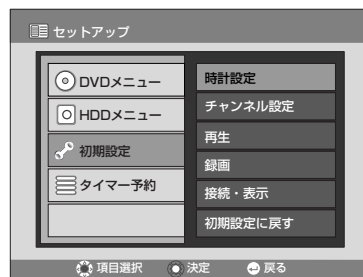 セットアップ
DVDメニュー
HDDメニュー
初期設定
タイマー予約
時計設定
チャンネル設定
再生
録画
接続・表示
初期設定に戻す
項目選択 決定 戻る